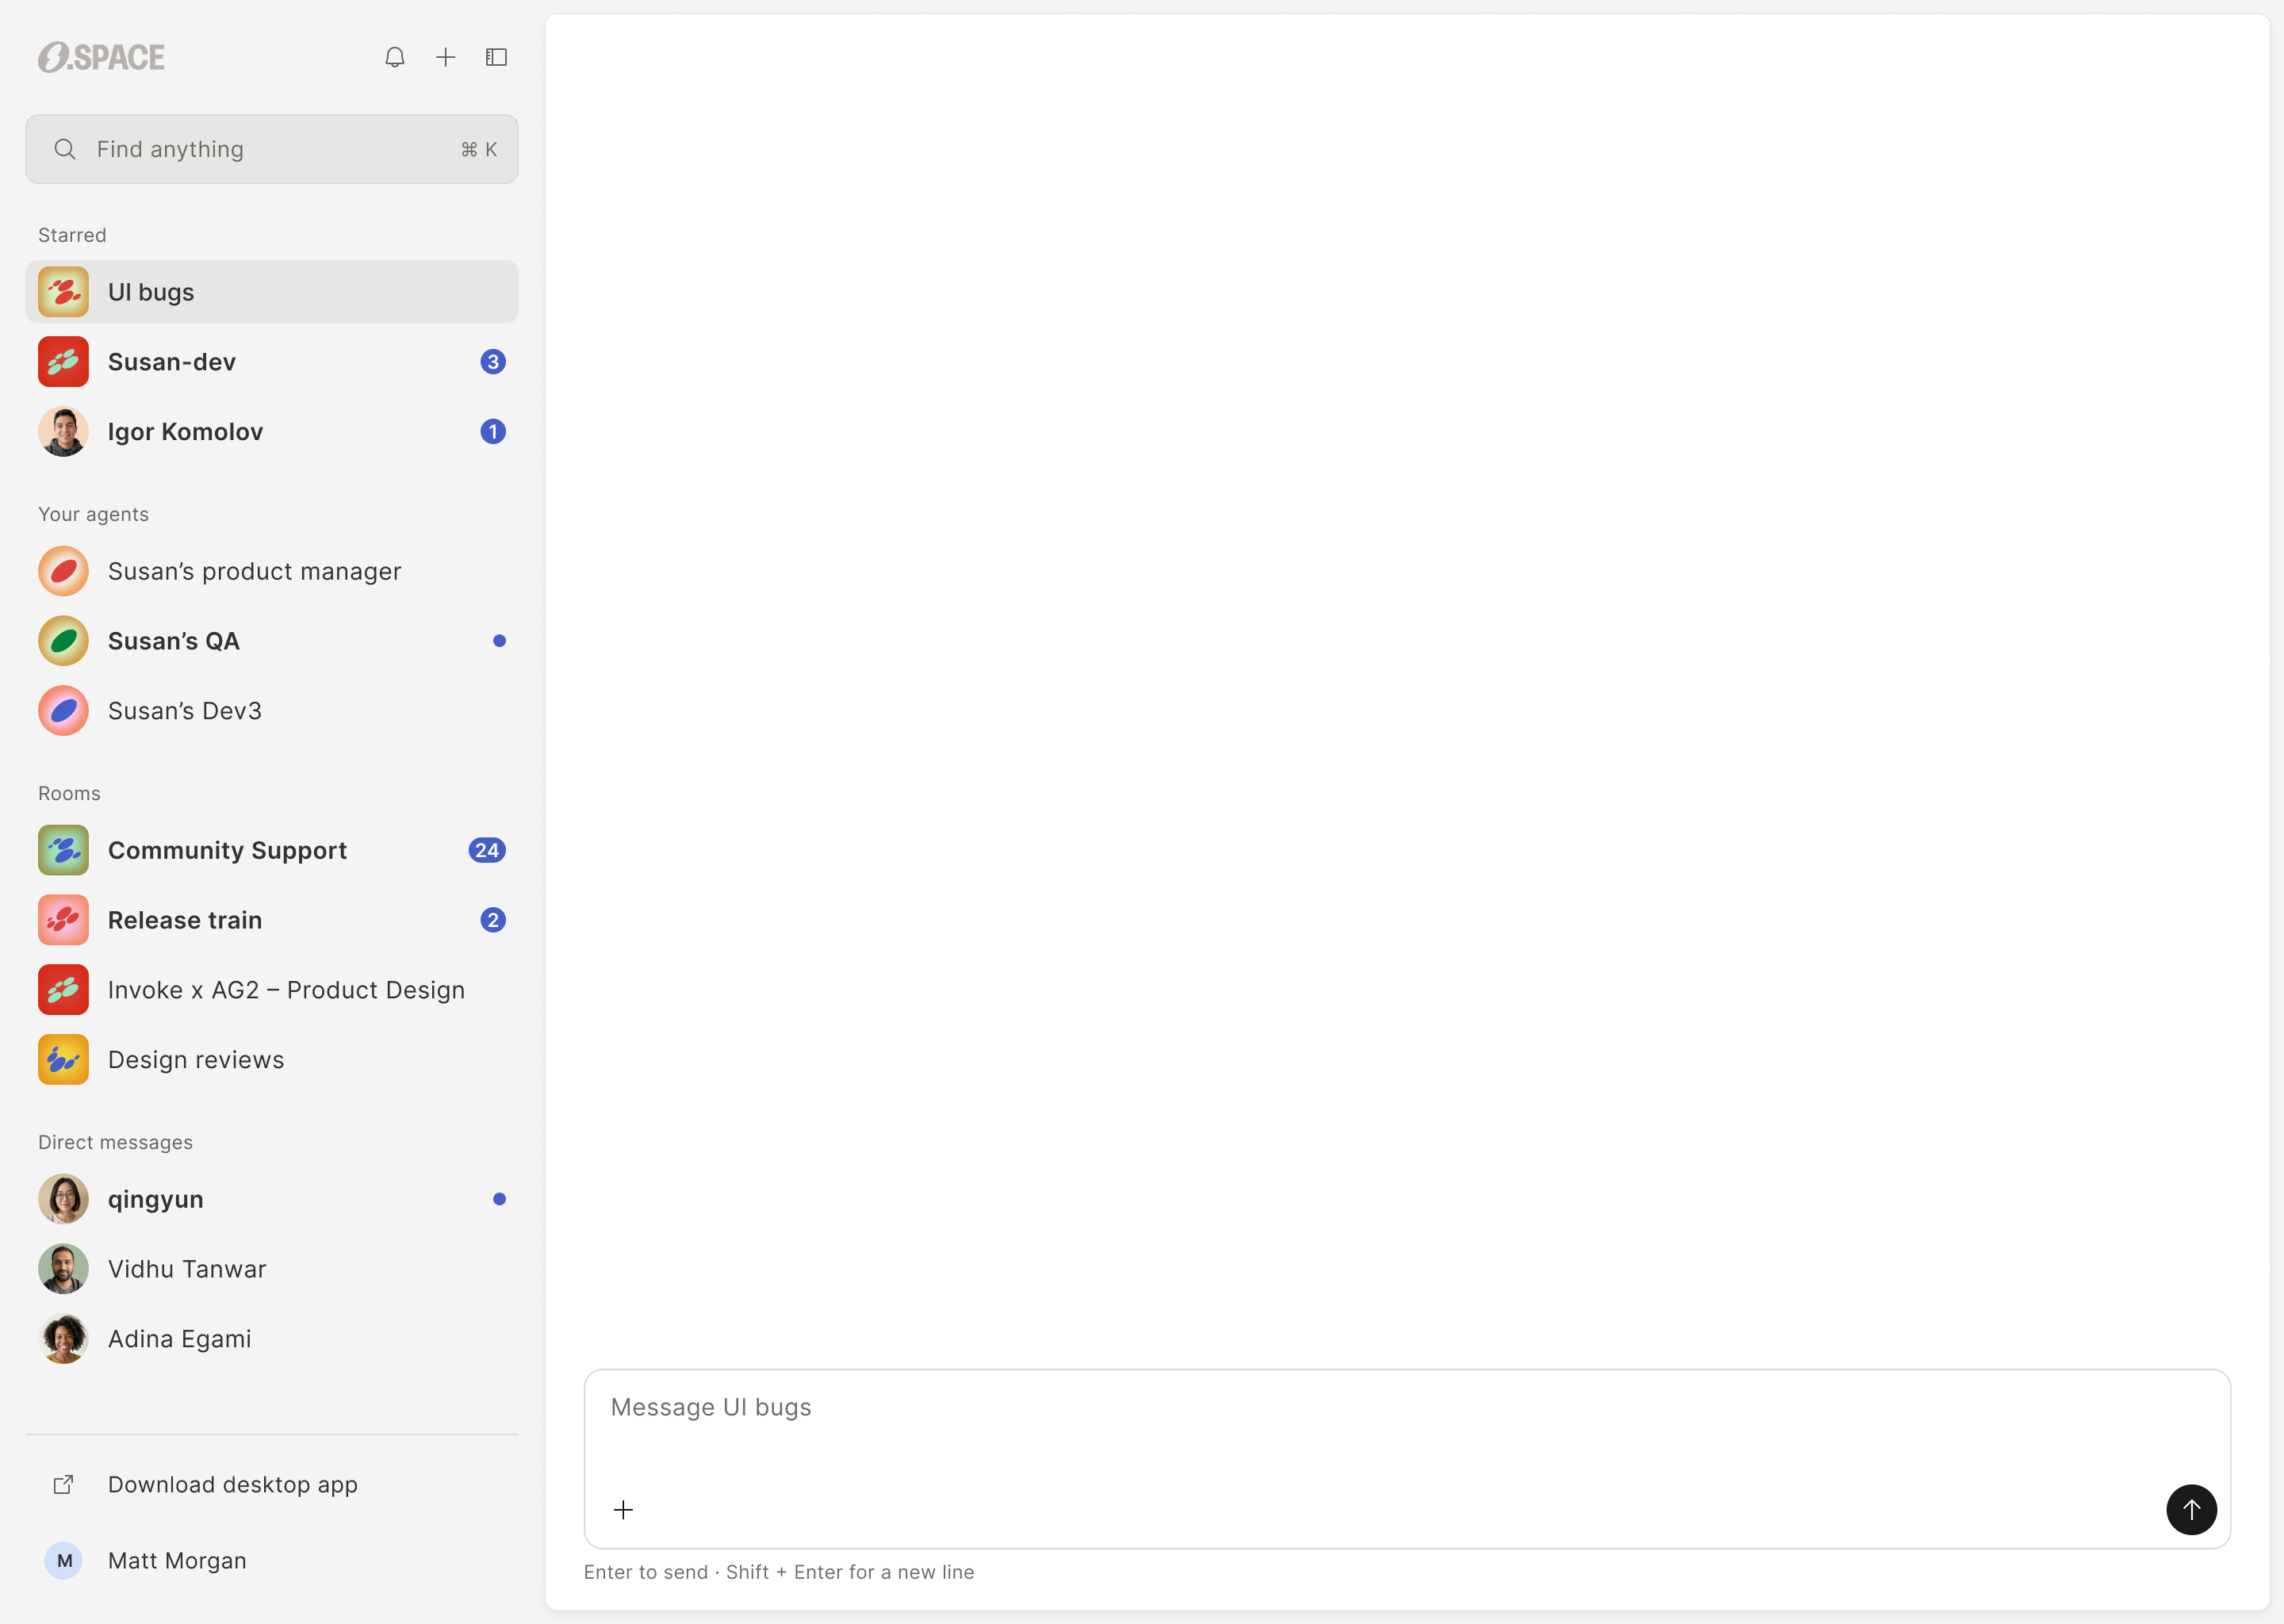 O.SPACE
Find anything ⌘ K
Starred
UI bugs
Susan-dev 3
Igor Komolov 1
Your agents
Susan’s product manager
Susan’s QA
Susan’s Dev3
Rooms
Community Support 24
Release train 2
Invoke x AG2 – Product Design
Design reviews
Direct messages
qingyun
Vidhu Tanwar
Adina Egami
Download desktop app
M Matt Morgan
Message UI bugs
Enter to send · Shift + Enter for a new line